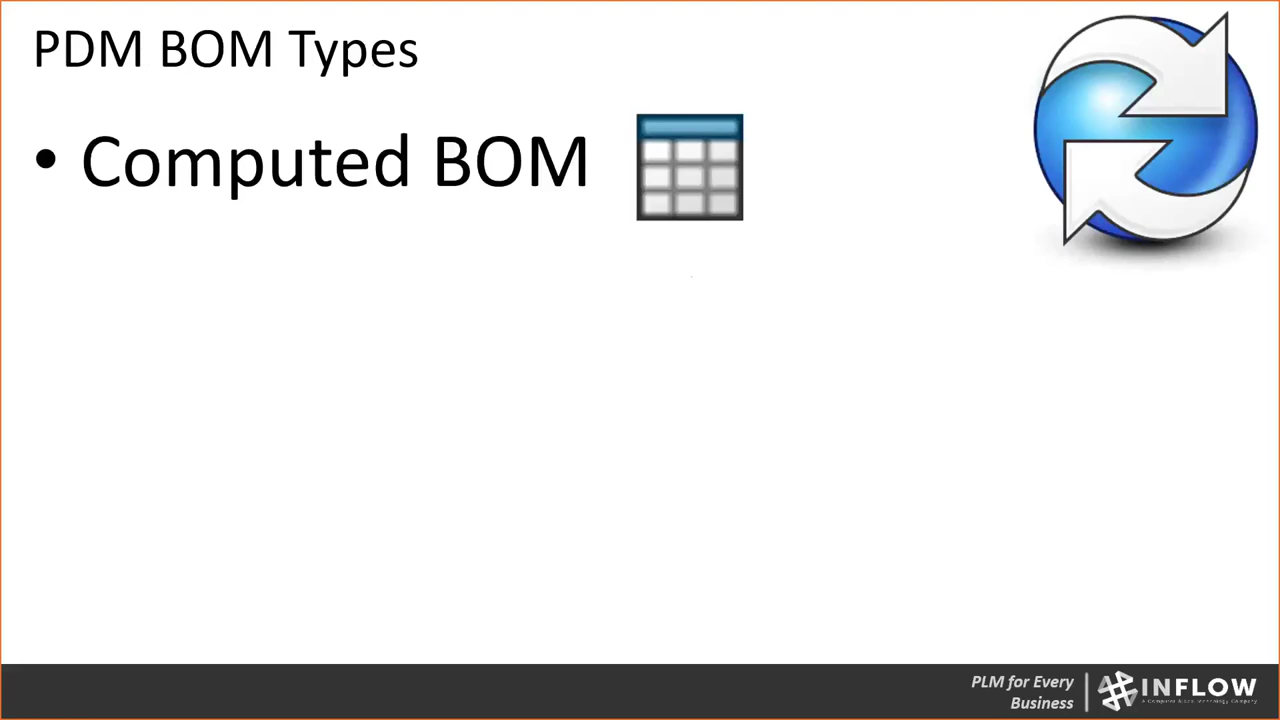 PDM BOM Types
• Computed BOM
PLM for Every
Business
INFLOW